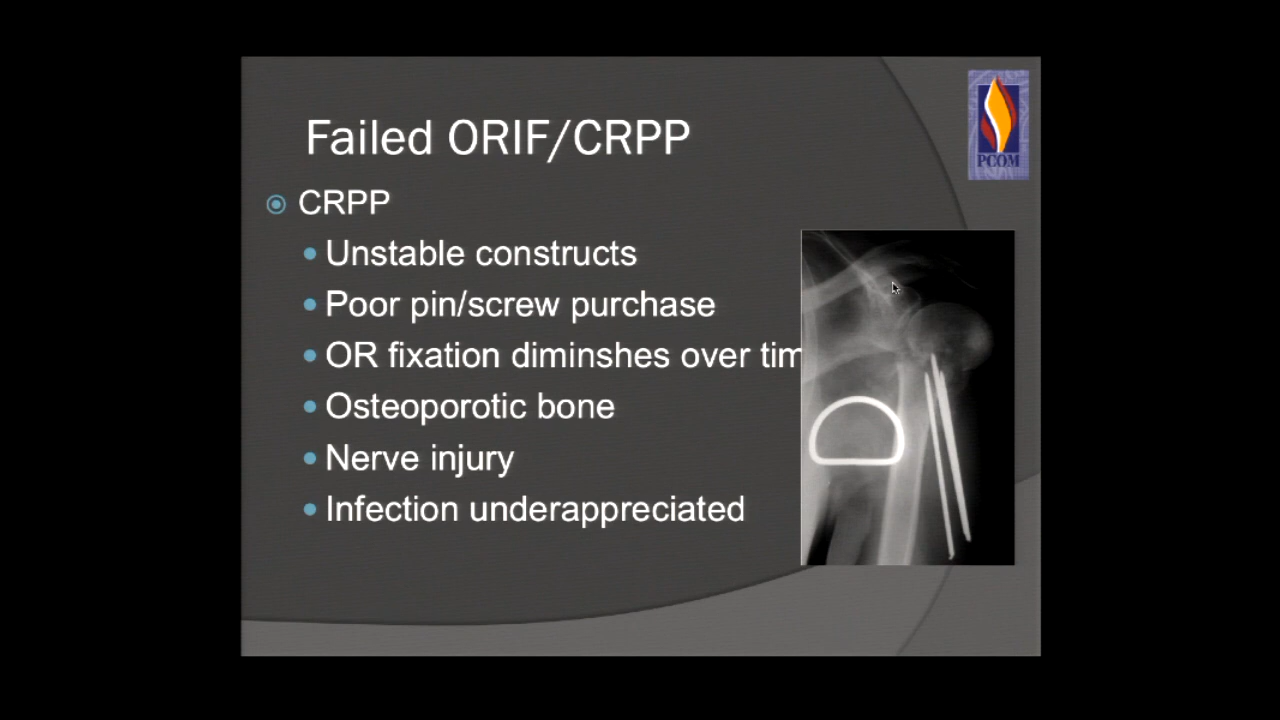 Failed ORIF/CRPP
PCOM
CRPP
Unstable constructs
Poor pin/screw purchase
OR fixation diminshes over tim
Osteoporotic bone
Nerve injury
Infection underappreciated